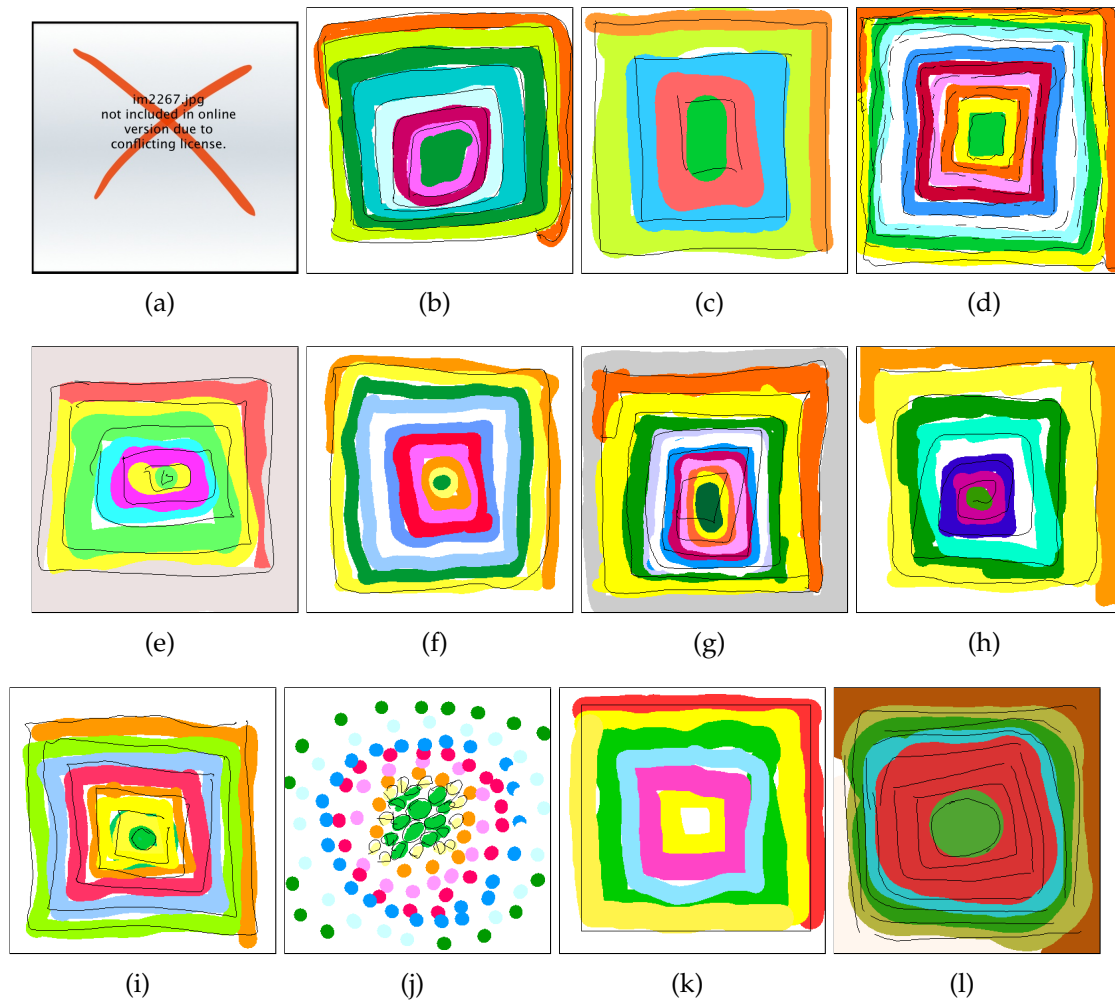 im2267.jpg
not included in online
version due to
conflicting license.
(a)
(b)
(c)
(d)
(e)
(f)
(g)
(h)
(i)
(j)
(k)
(l)